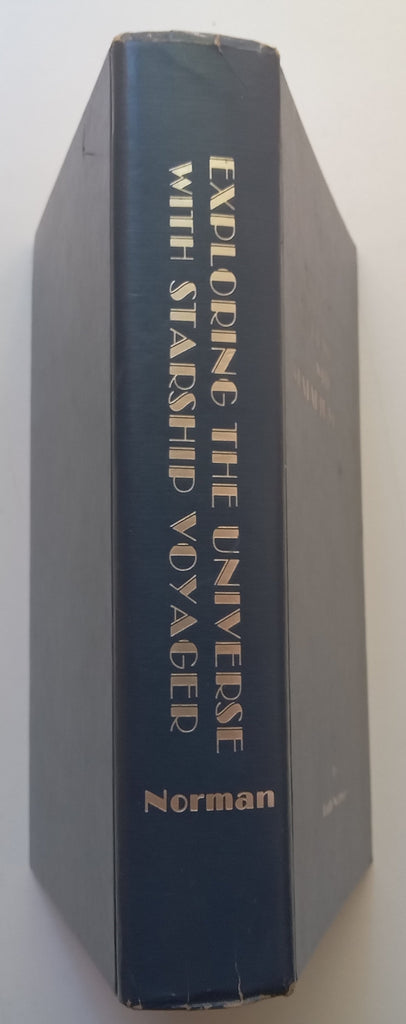 EXPLORING THE UNIVERSE
WITH STARSHIP VOYAGER
Norman